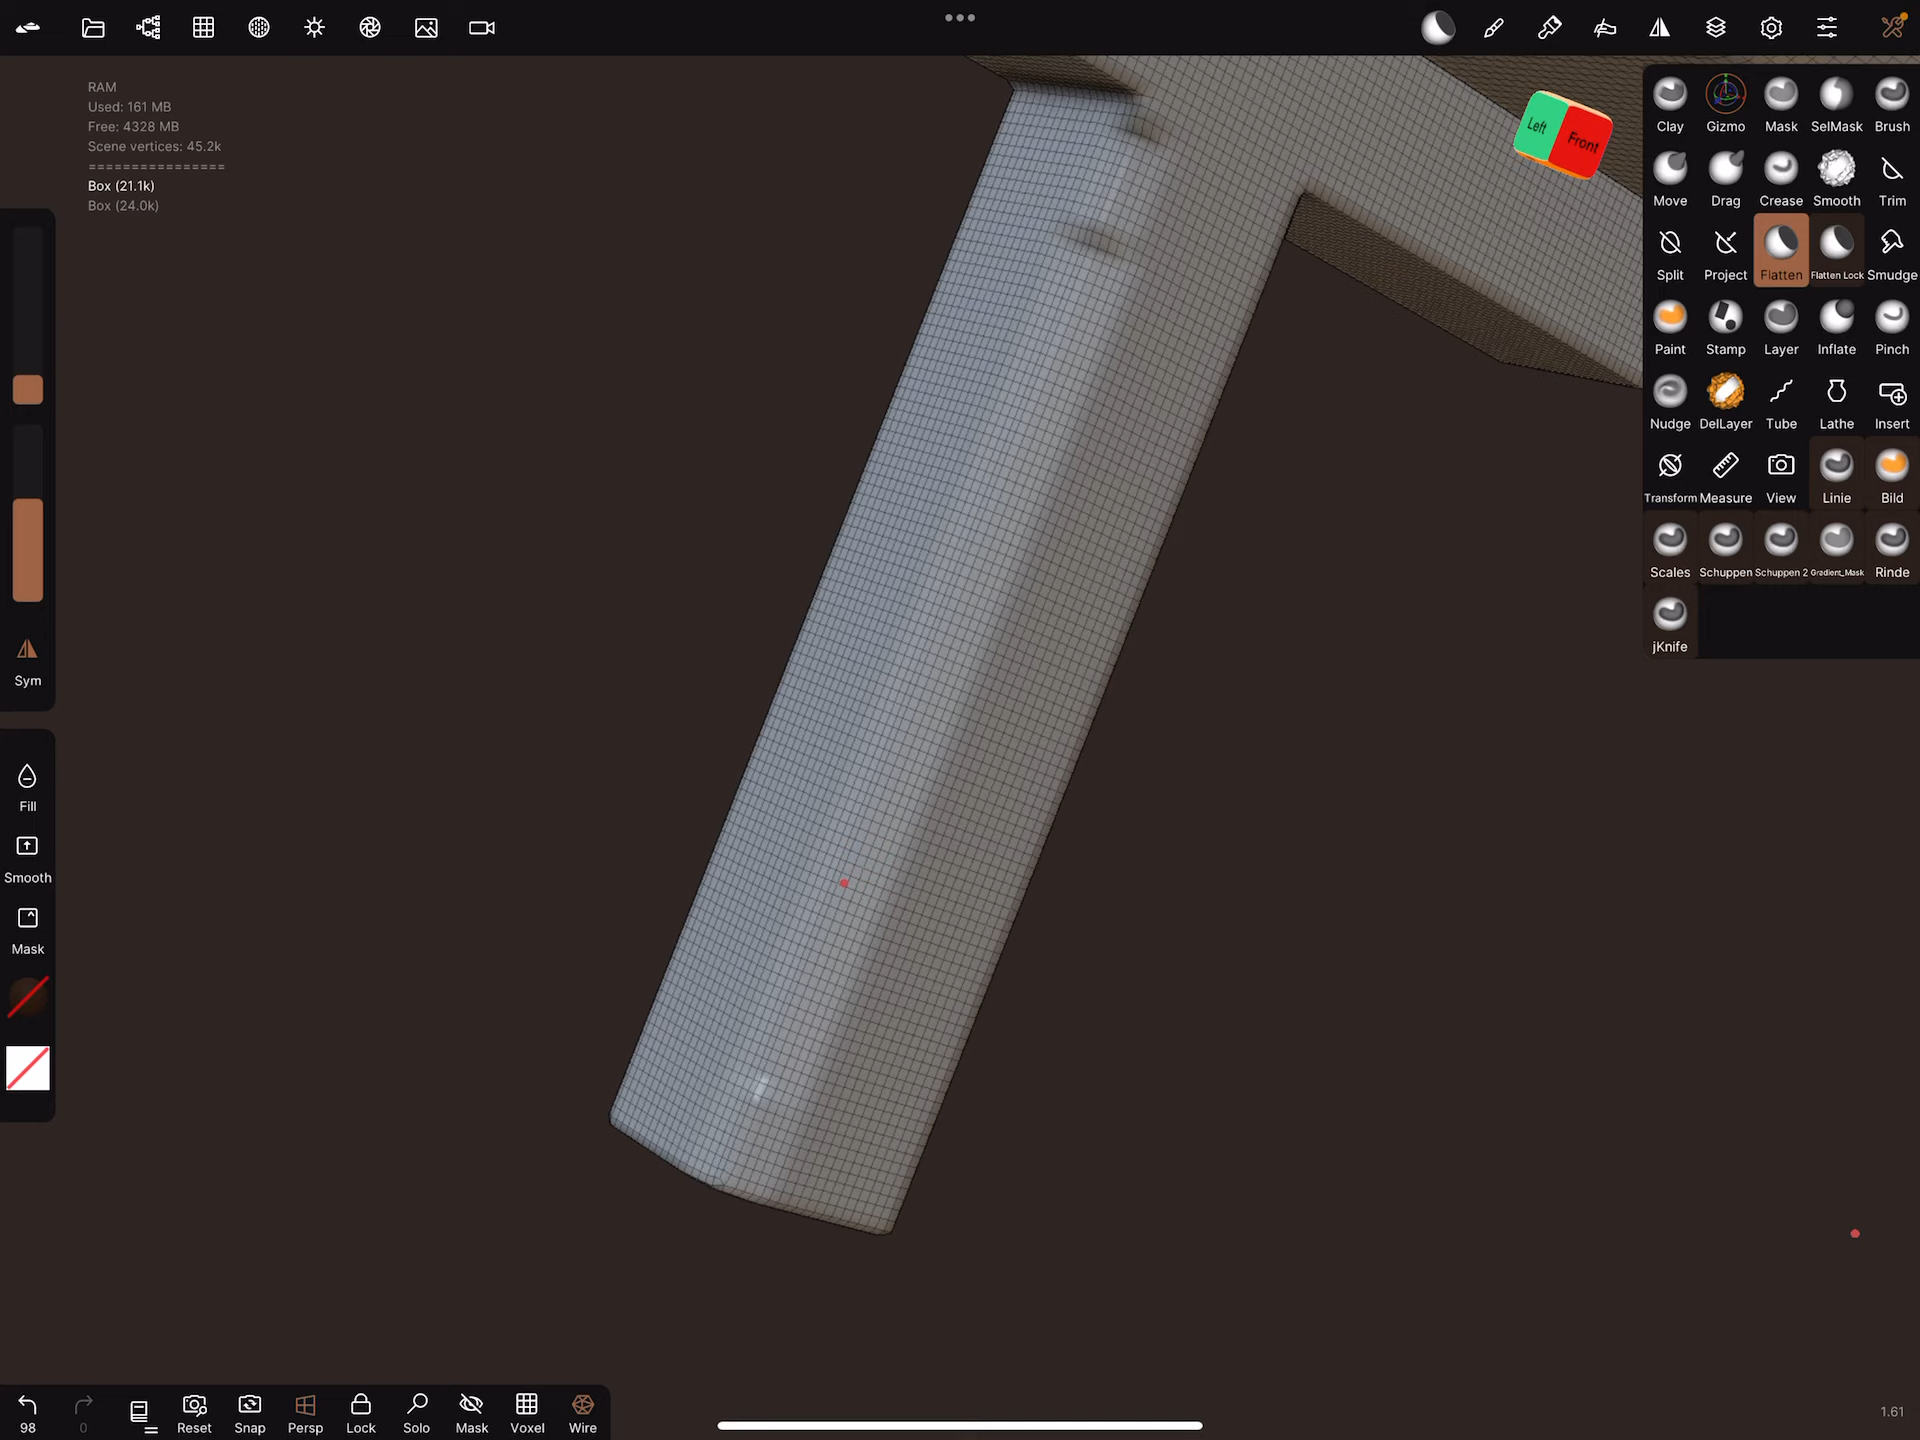 RAM
Used: 161 MB
Free: 4328 MB
Scene vertices: 45.2k
================
Box (21.1k)
Box (24.0k)
Left
Front
Clay
Gizmo
Mask
SelMask
Brush
Move
Drag
Crease
Smooth
Trim
Split
Project
Flatten
Flatten Lock
Smudge
Paint
Stamp
Layer
Inflate
Pinch
Nudge
DelLayer
Tube
Lathe
Insert
Transform
Measure
View
Linie
Bild
Scales
Schuppen
Schuppen 2
Gradient_Mask
Rinde
jKnife
Sym
Fill
Smooth
Mask
98
0
Reset
Snap
Persp
Lock
Solo
Mask
Voxel
Wire
1.61